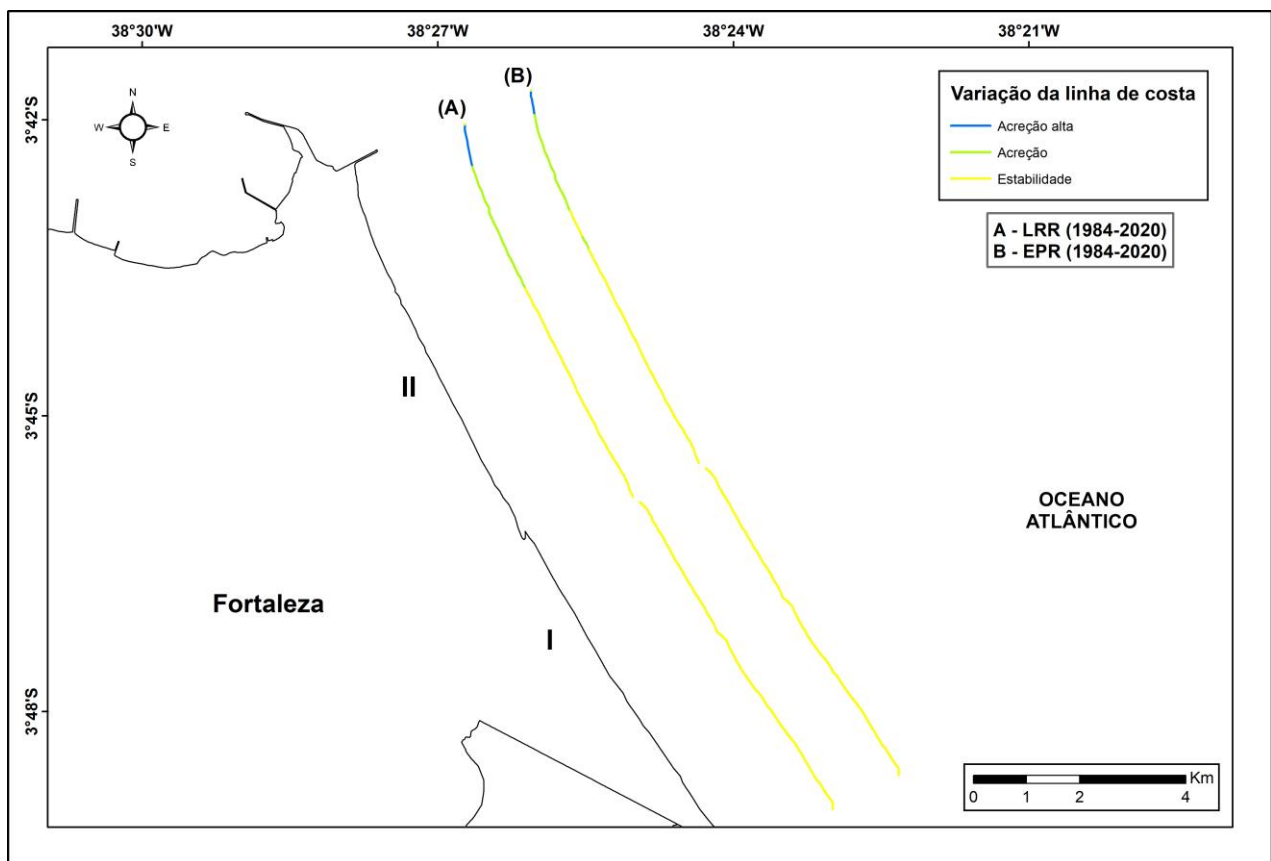 38°30'W
38°27'W
38°24'W
38°21'W
3°42'S
3°45'S
3°48'S
N
W
E
S
(A)
(B)
Variação da linha de costa
Acreção alta
Acreção
Estabilidade
A - LRR (1984-2020)
B - EPR (1984-2020)
II
I
Fortaleza
OCEANO
ATLÂNTICO
Km
0 1 2 4